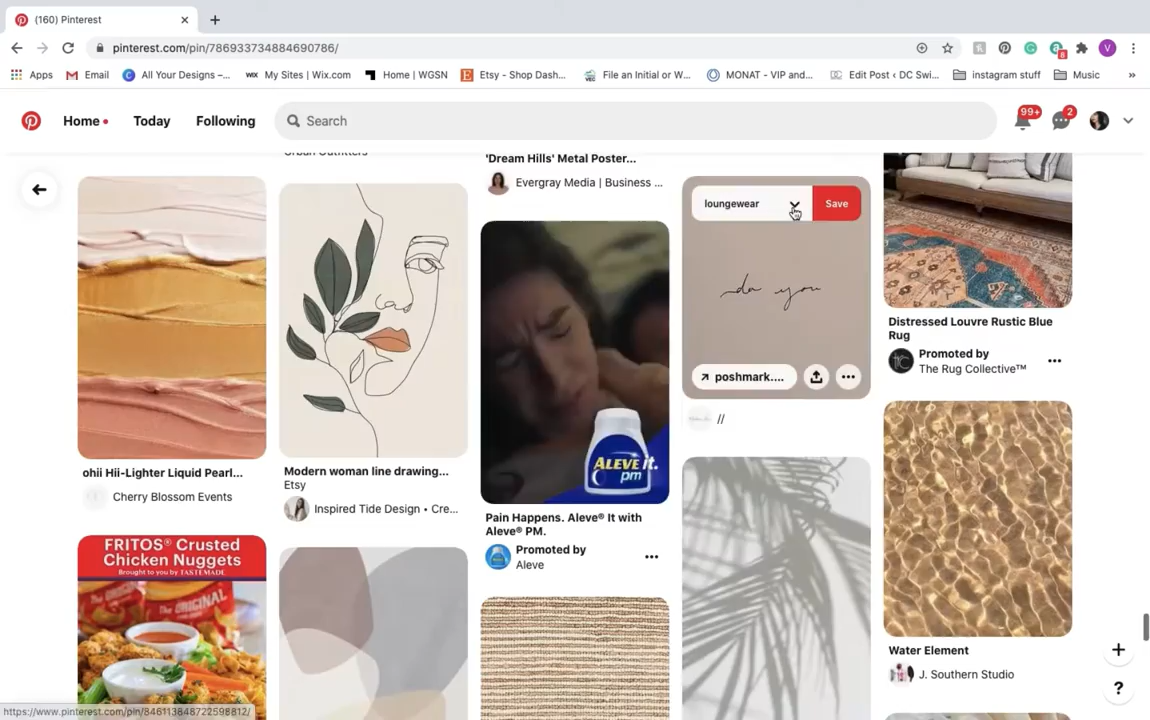 (160) Pinterest
pinterest.com/pin/786933734884690786/
Apps
Email
All Your Designs –...
WiX
My Sites | Wix.com
Home | WGSN
Etsy - Shop Dash...
File an Initial or W...
MONAT - VIP and...
Edit Post ‹ DC Swi...
instagram stuff
Music
»
Home
Today
Following
Search
99+
2
8
V
Urban Outfitters
'Dream Hills' Metal Poster...
Evergray Media | Business ...
loungewear
Save
do you
poshmark....
//
Distressed Louvre Rustic Blue
Rug
Promoted by
The Rug Collective™
ohii Hii-Lighter Liquid Pearl...
Cherry Blossom Events
Modern woman line drawing...
Etsy
Inspired Tide Design • Cre...
ALEVE it.
pm
Pain Happens. Aleve® It with
Aleve® PM.
Promoted by
Aleve
FRITOS® Crusted
Chicken Nuggets
Brought to you by TASTEMADE
Water Element
J. Southern Studio
+
?
https://www.pinterest.com/pin/846113848722598812/